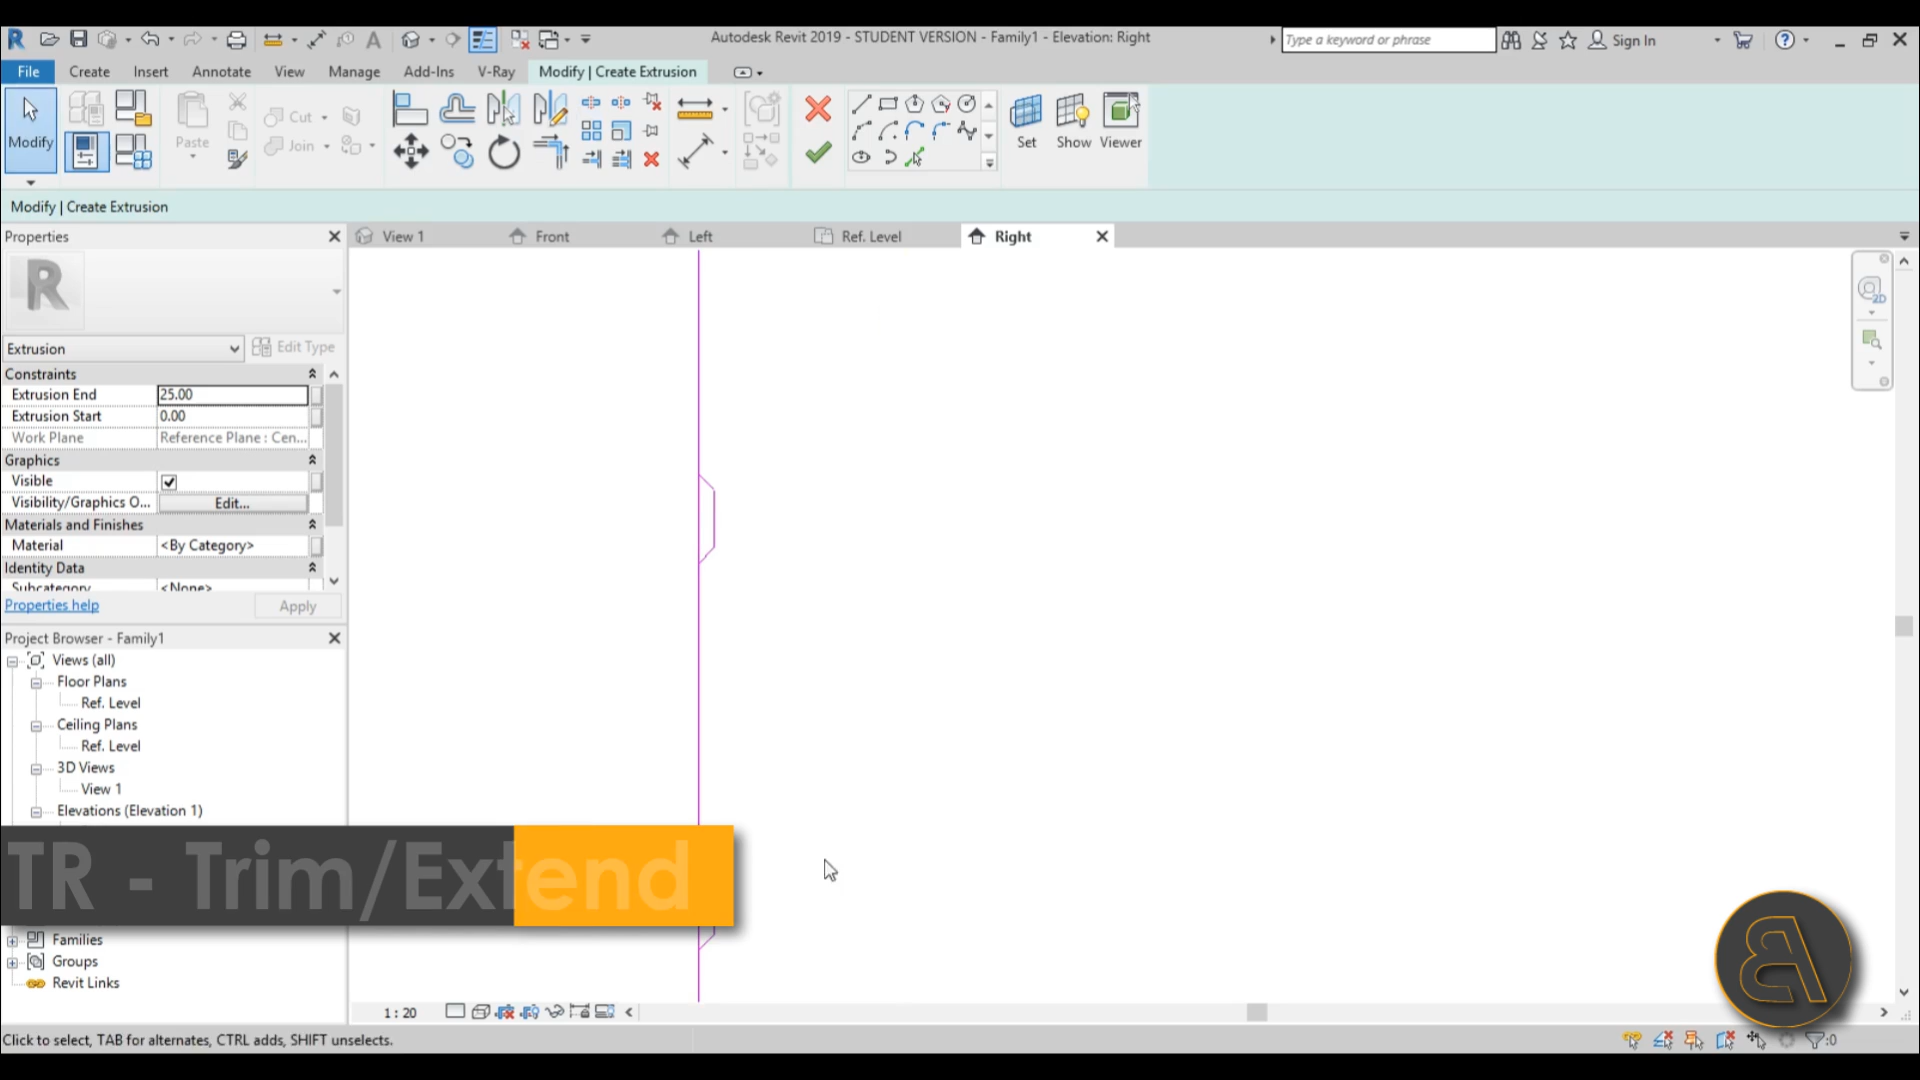 Autodesk Revit 2019 - STUDENT VERSION - Family1 - Elevation: Right
Type a keyword or phrase
Sign In
File Create Insert Annotate View Manage Add-Ins V-Ray Modify | Create Extrusion
Modify
Paste
Cut
Join
Set Show Viewer
Modify | Create Extrusion
Properties
View 1
Front
Left
Ref. Level
Right
Extrusion
Edit Type
Constraints
Extrusion End 25.00
Extrusion Start 0.00
Work Plane Reference Plane : Cen...
Graphics
Visible
Visibility/Graphics O... Edit...
Materials and Finishes
Material <By Category>
Identity Data
Subcategory <None>
Properties help
Apply
Project Browser - Family1
Views (all)
Floor Plans
Ref. Level
Ceiling Plans
Ref. Level
3D Views
View 1
Elevations (Elevation 1)
TR - Trim/Extend
Families
Groups
Revit Links
1 : 20
Click to select, TAB for alternates, CTRL adds, SHIFT unselects.
:0